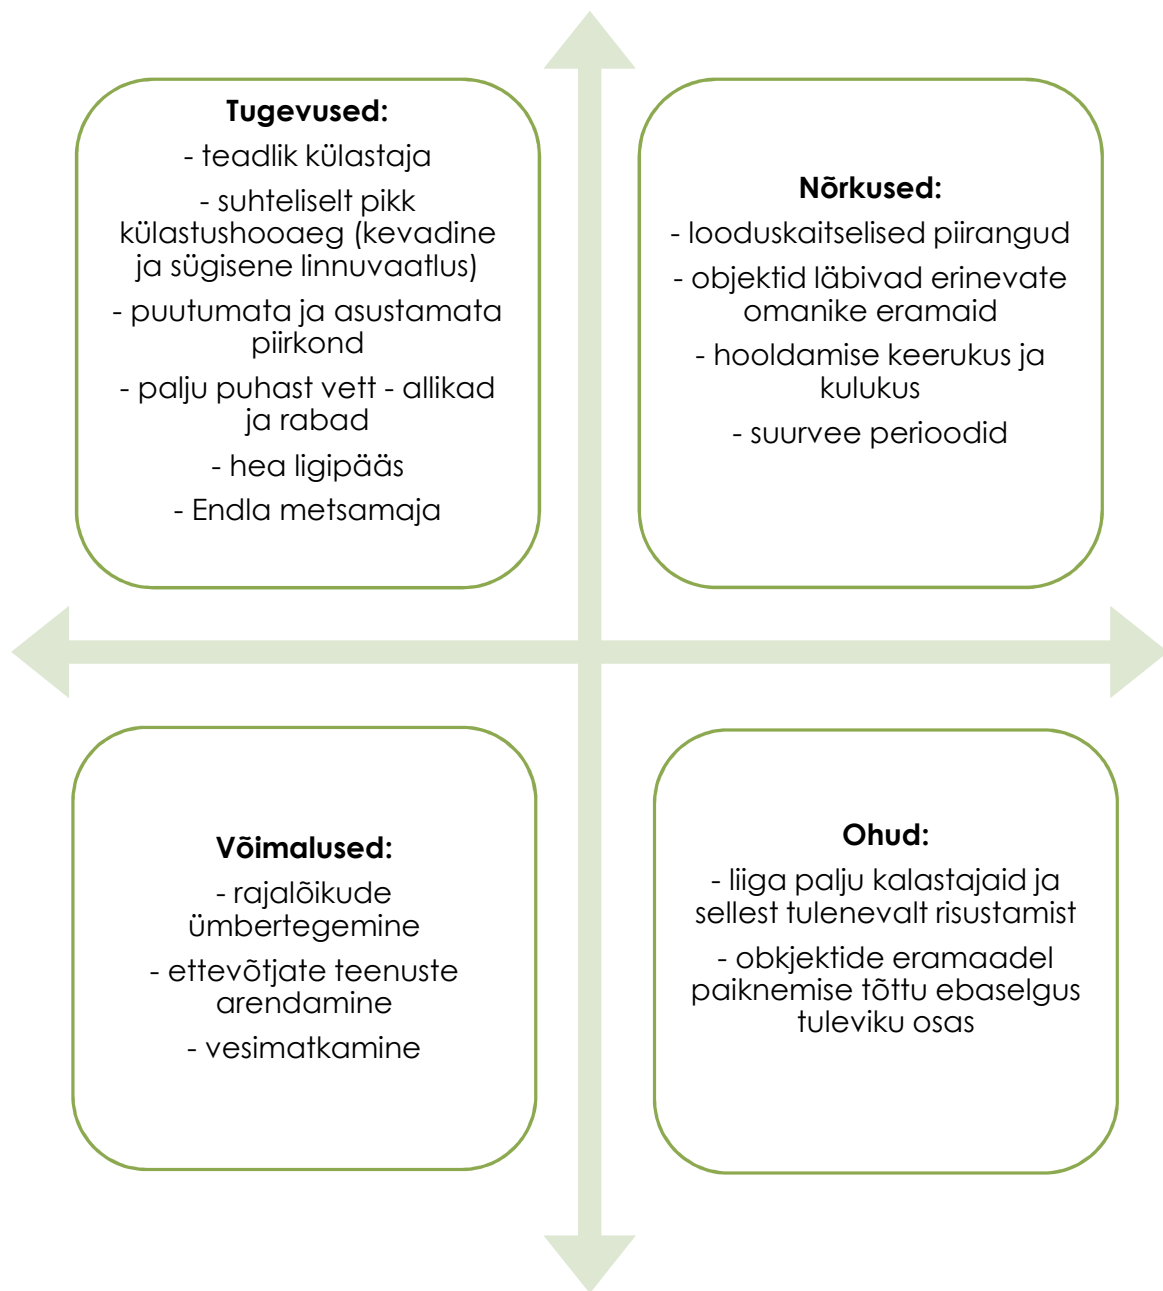 Tugevused:
- teadlik külastaja
- suhteliselt pikk
külastushooaeg (kevadine
ja sügisene linnuvaatlus)
- puutumata ja asustamata
piirkond
- palju puhast vett - allikad
ja rabad
- hea ligipääs
- Endla metsamaja
Nõrkused:
- looduskaitselised piirangud
- objektid läbivad erinevate
omanike eramaid
- hooldamise keerukus ja
kulukus
- suurvee perioodid
Võimalused:
- rajalõikude
ümbertegemine
- ettevõtjate teenuste
arendamine
- vesimatkamine
Ohud:
- liiga palju kalastajaid ja
sellest tulenevalt risustamist
- obkjektide eramaadel
paiknemise tõttu ebaselgus
tuleviku osas